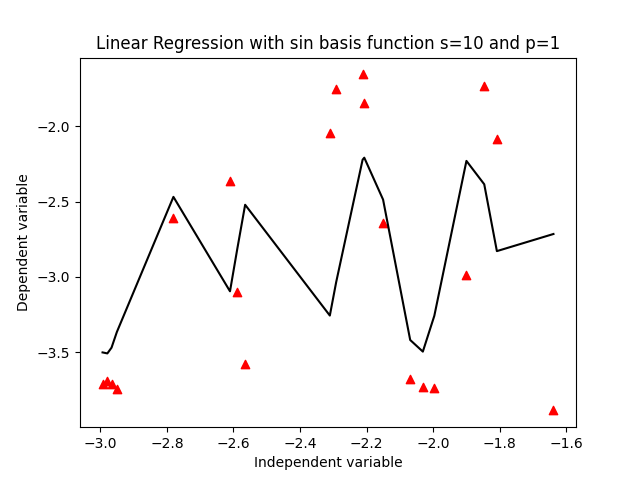 Linear Regression with sin basis function s=10 and p=1
−2.0
−2.5
−3.0
−3.5
Dependent variable
−3.0 −2.8 −2.6 −2.4 −2.2 −2.0 −1.8 −1.6
Independent variable